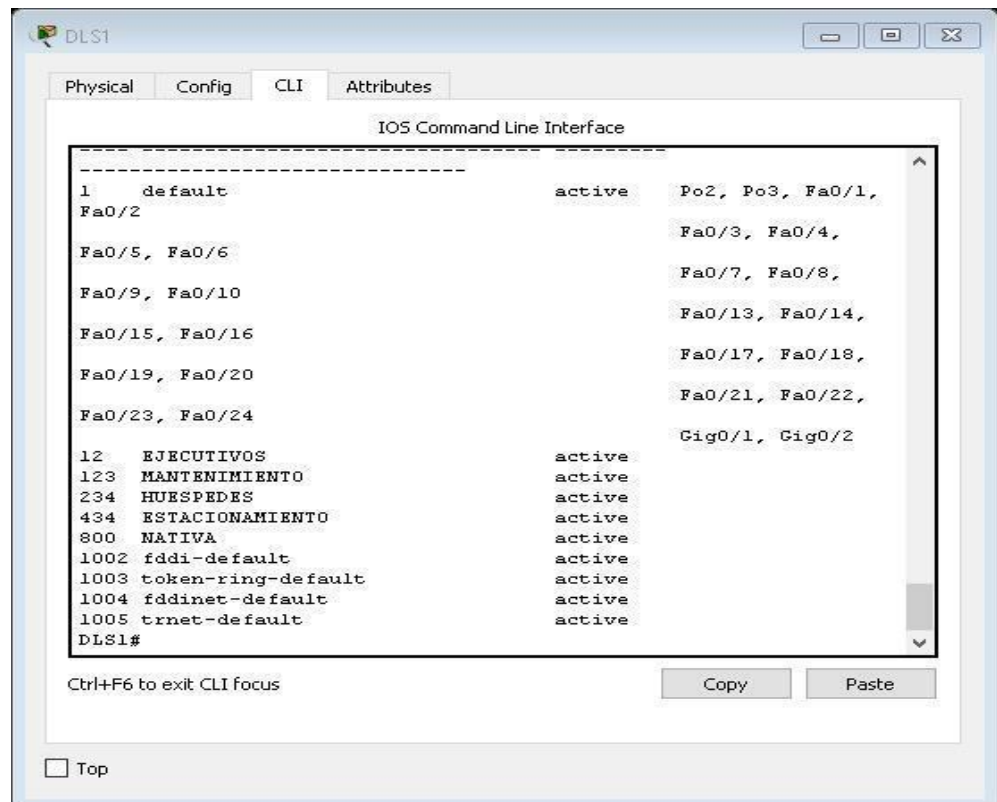 DLS1
Physical Config CLI Attributes
IOS Command Line Interface
---- -------------------------------- ---------
-------------------------------
1 default active Po2, Po3, Fa0/1,
Fa0/2
Fa0/3, Fa0/4,
Fa0/5, Fa0/6
Fa0/7, Fa0/8,
Fa0/9, Fa0/10
Fa0/13, Fa0/14,
Fa0/15, Fa0/16
Fa0/17, Fa0/18,
Fa0/19, Fa0/20
Fa0/21, Fa0/22,
Fa0/23, Fa0/24
Gig0/1, Gig0/2
12 EJECUTIVOS active
123 MANTENIMIENTO active
234 HUESPEDES active
434 ESTACIONAMIENTO active
800 NATIVA active
1002 fddi-default active
1003 token-ring-default active
1004 fddinet-default active
1005 trnet-default active
DLS1#
Ctrl+F6 to exit CLI focus
Copy Paste
Top